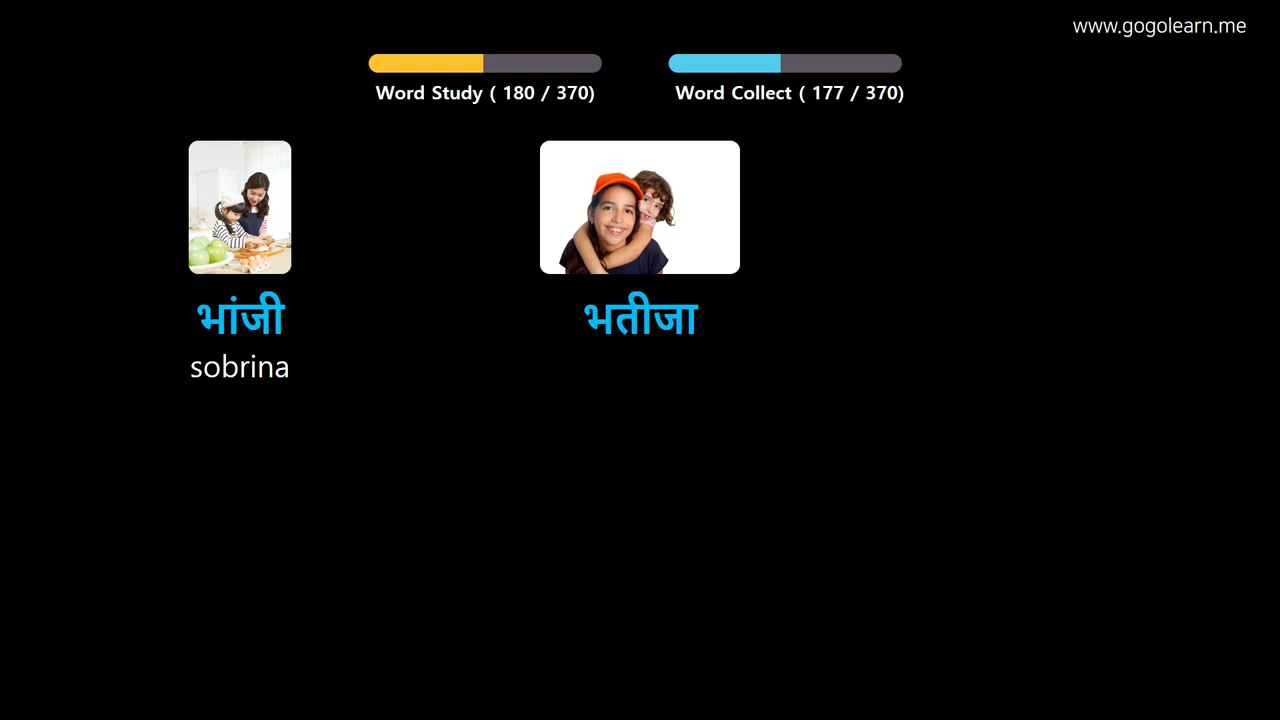 www.gogolearn.me
Word Study ( 180 / 370)
Word Collect ( 177 / 370)
भांजी
भतीजा
sobrina